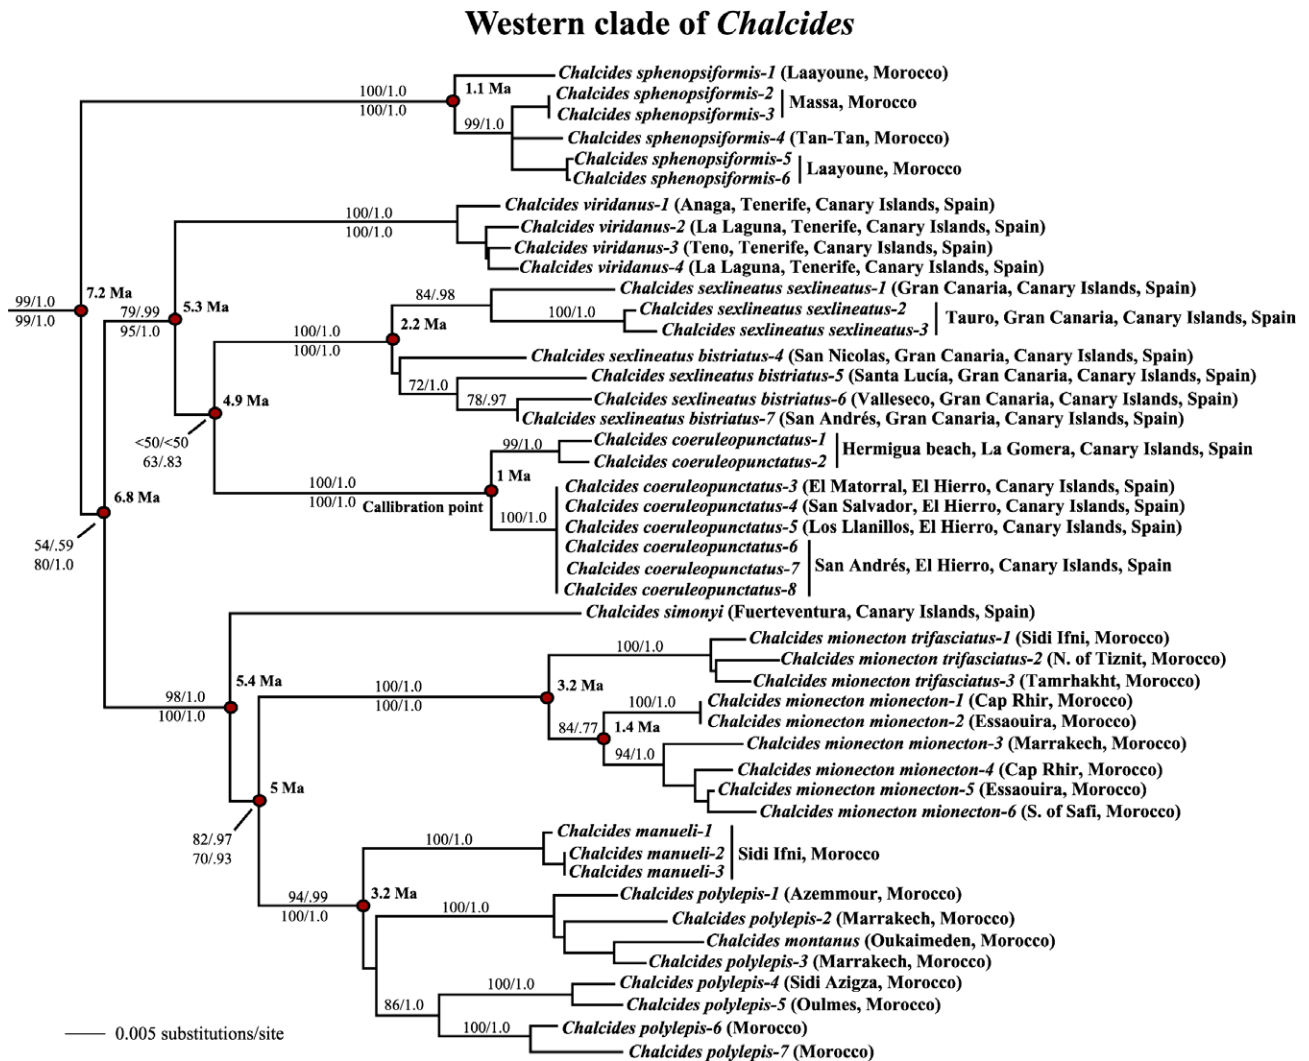 Western clade of Chalcides
Chalcides sphenopsiformis-1 (Laayoune, Morocco)
100/1.0
100/1.0
1.1 Ma
Chalcides sphenopsiformis-2
Chalcides sphenopsiformis-3
Massa, Morocco
99/1.0
Chalcides sphenopsiformis-4 (Tan-Tan, Morocco)
Chalcides sphenopsiformis-5
Chalcides sphenopsiformis-6
Laayoune, Morocco
Chalcides viridanus-1 (Anaga, Tenerife, Canary Islands, Spain)
100/1.0
100/1.0
Chalcides viridanus-2 (La Laguna, Tenerife, Canary Islands, Spain)
Chalcides viridanus-3 (Teno, Tenerife, Canary Islands, Spain)
Chalcides viridanus-4 (La Laguna, Tenerife, Canary Islands, Spain)
99/1.0
99/1.0
7.2 Ma
79/.99
95/1.0
5.3 Ma
Chalcides sexlineatus sexlineatus-1 (Gran Canaria, Canary Islands, Spain)
84/.98
100/1.0
Chalcides sexlineatus sexlineatus-2
Chalcides sexlineatus sexlineatus-3
Tauro, Gran Canaria, Canary Islands, Spain
100/1.0
100/1.0
2.2 Ma
Chalcides sexlineatus bistriatus-4 (San Nicolas, Gran Canaria, Canary Islands, Spain)
Chalcides sexlineatus bistriatus-5 (Santa Lucía, Gran Canaria, Canary Islands, Spain)
72/1.0
78/.97
Chalcides sexlineatus bistriatus-6 (Valleseco, Gran Canaria, Canary Islands, Spain)
Chalcides sexlineatus bistriatus-7 (San Andrés, Gran Canaria, Canary Islands, Spain)
4.9 Ma
<50/<50
63/.83
99/1.0
Chalcides coeruleopunctatus-1
Chalcides coeruleopunctatus-2
Hermigua beach, La Gomera, Canary Islands, Spain
100/1.0
100/1.0
1 Ma
Callibration point
Chalcides coeruleopunctatus-3 (El Matorral, El Hierro, Canary Islands, Spain)
Chalcides coeruleopunctatus-4 (San Salvador, El Hierro, Canary Islands, Spain)
100/1.0
Chalcides coeruleopunctatus-5 (Los Llanillos, El Hierro, Canary Islands, Spain)
Chalcides coeruleopunctatus-6
Chalcides coeruleopunctatus-7
Chalcides coeruleopunctatus-8
San Andrés, El Hierro, Canary Islands, Spain
6.8 Ma
54/.59
80/1.0
Chalcides simonyi (Fuerteventura, Canary Islands, Spain)
98/1.0
100/1.0
5.4 Ma
Chalcides mionecton trifasciatus-1 (Sidi Ifni, Morocco)
100/1.0
Chalcides mionecton trifasciatus-2 (N. of Tiznit, Morocco)
Chalcides mionecton trifasciatus-3 (Tamrhakht, Morocco)
100/1.0
100/1.0
3.2 Ma
Chalcides mionecton mionecton-1 (Cap Rhir, Morocco)
100/1.0
Chalcides mionecton mionecton-2 (Essaouira, Morocco)
84/.77
1.4 Ma
Chalcides mionecton mionecton-3 (Marrakech, Morocco)
94/1.0
Chalcides mionecton mionecton-4 (Cap Rhir, Morocco)
Chalcides mionecton mionecton-5 (Essaouira, Morocco)
Chalcides mionecton mionecton-6 (S. of Safi, Morocco)
5 Ma
82/.97
70/.93
Chalcides manueli-1
100/1.0
Chalcides manueli-2
Chalcides manueli-3
Sidi Ifni, Morocco
94/.99
100/1.0
3.2 Ma
Chalcides polylepis-1 (Azemmour, Morocco)
100/1.0
Chalcides polylepis-2 (Marrakech, Morocco)
Chalcides montanus (Oukaimeden, Morocco)
Chalcides polylepis-3 (Marrakech, Morocco)
Chalcides polylepis-4 (Sidi Azigza, Morocco)
100/1.0
86/1.0
Chalcides polylepis-5 (Oulmes, Morocco)
Chalcides polylepis-6 (Morocco)
100/1.0
Chalcides polylepis-7 (Morocco)
0.005 substitutions/site